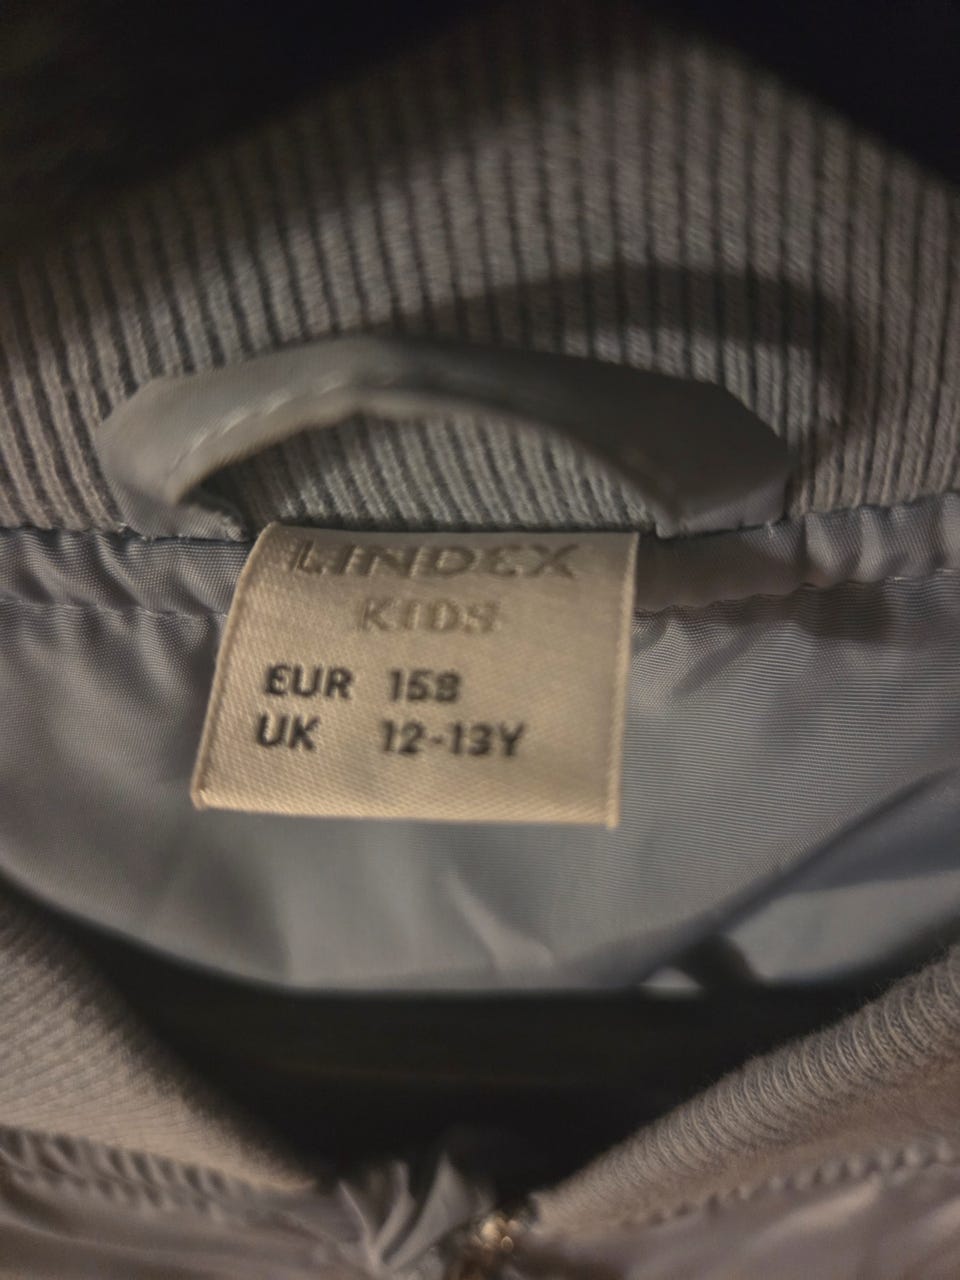 LINDEX
KIDS
EUR 158
UK 12-13Y